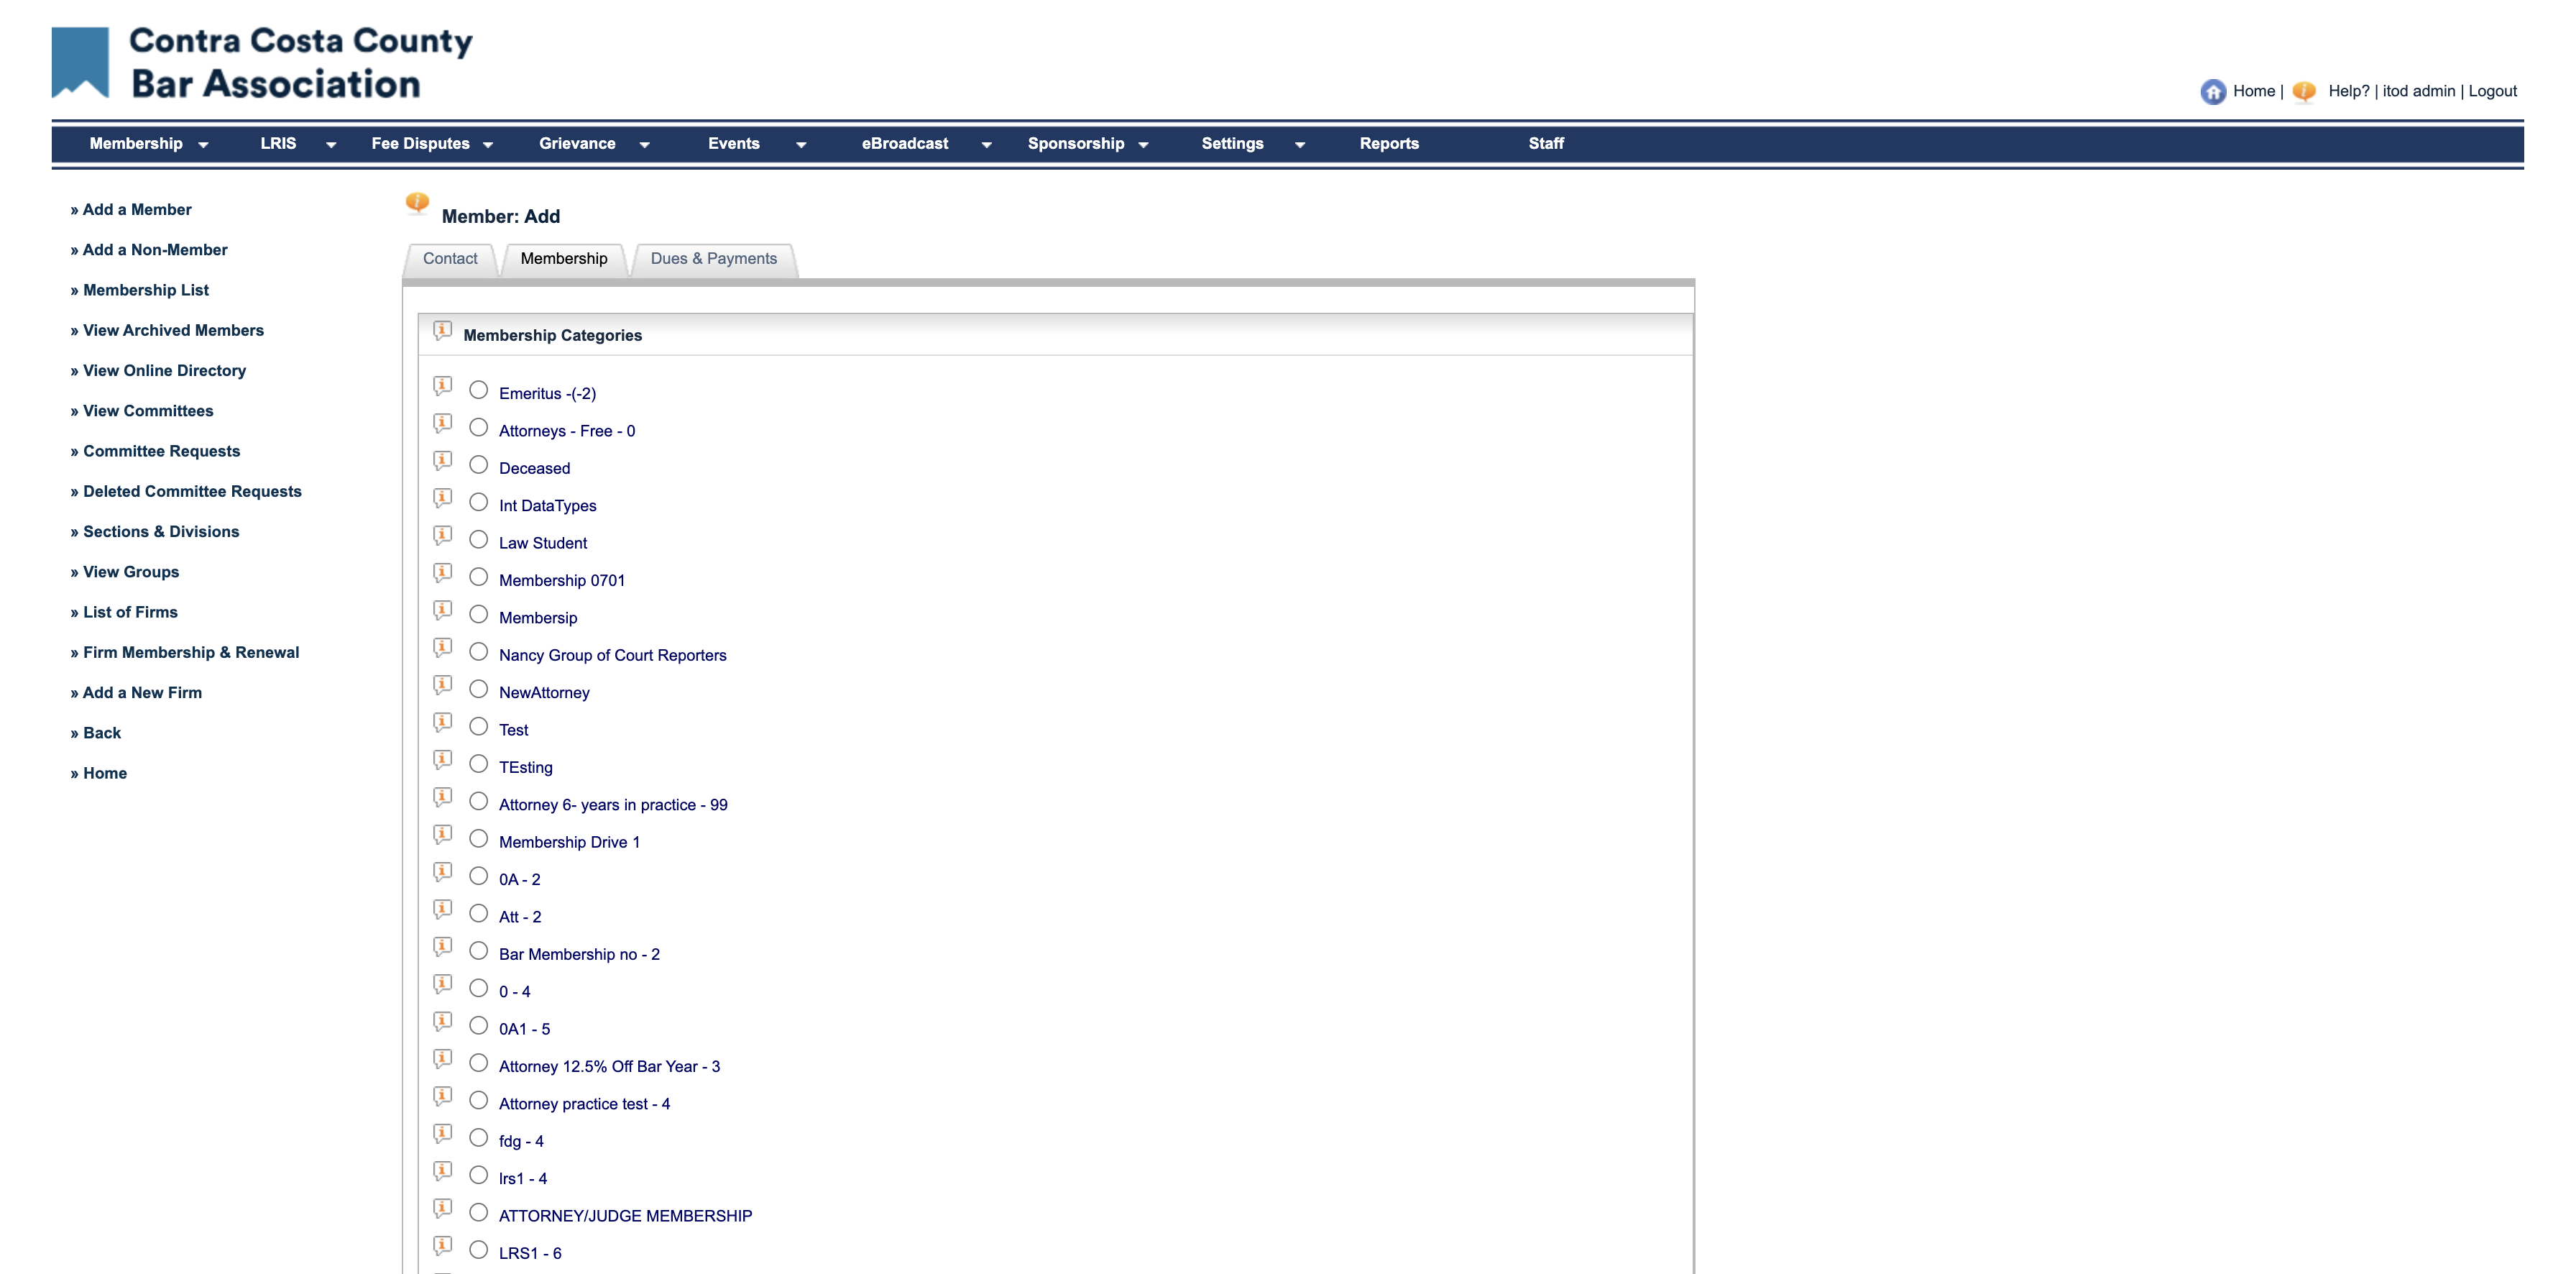 Contra Costa County
Bar Association
Home | Help? | itod admin | Logout
Membership LRIS Fee Disputes Grievance Events eBroadcast Sponsorship Settings Reports Staff
» Add a Member
» Add a Non-Member
» Membership List
» View Archived Members
» View Online Directory
» View Committees
» Committee Requests
» Deleted Committee Requests
» Sections & Divisions
» View Groups
» List of Firms
» Firm Membership & Renewal
» Add a New Firm
» Back
» Home
Member: Add
Contact Membership Dues & Payments
Membership Categories
Emeritus -(-2)
Attorneys - Free - 0
Deceased
Int DataTypes
Law Student
Membership 0701
Membersip
Nancy Group of Court Reporters
NewAttorney
Test
TEsting
Attorney 6- years in practice - 99
Membership Drive 1
0A - 2
Att - 2
Bar Membership no - 2
0 - 4
0A1 - 5
Attorney 12.5% Off Bar Year - 3
Attorney practice test - 4
fdg - 4
lrs1 - 4
ATTORNEY/JUDGE MEMBERSHIP
LRS1 - 6